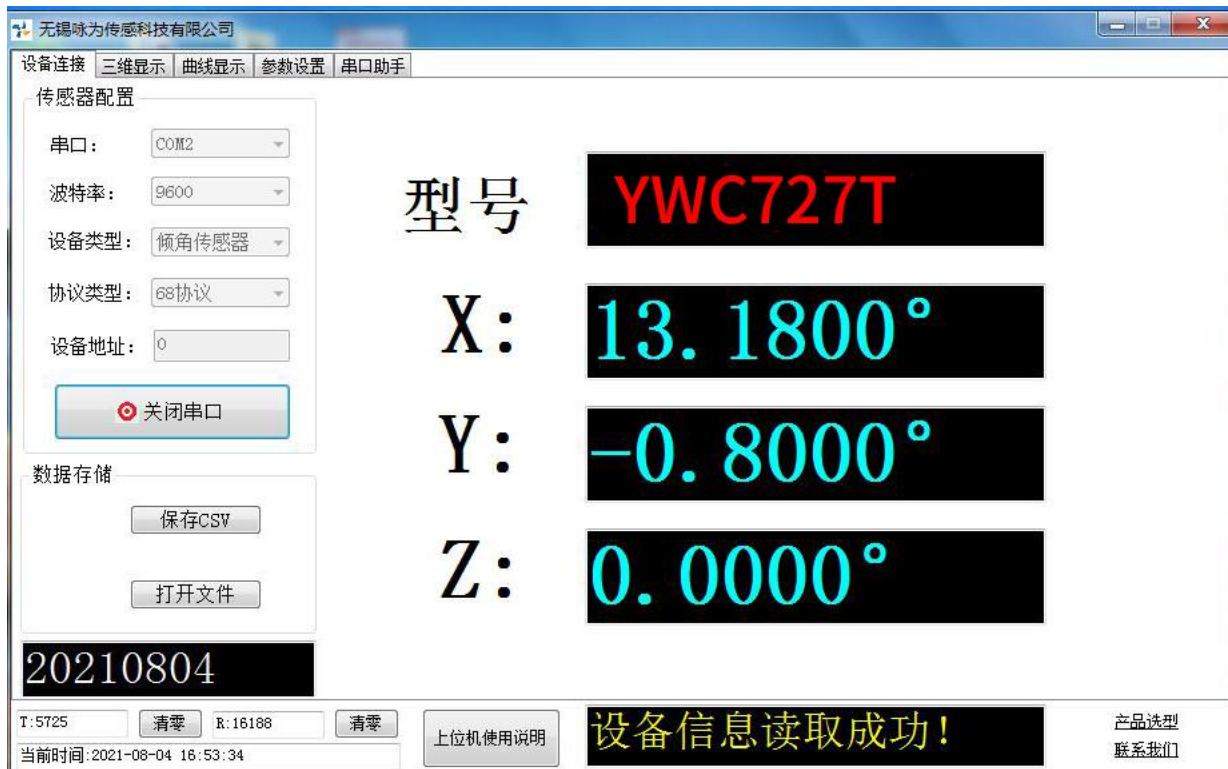 无锡咏为传感科技有限公司
设备连接 三维显示 曲线显示 参数设置 串口助手
传感器配置
串口: COM2
波特率: 9600
设备类型: 倾角传感器
协议类型: 68协议
设备地址: 0
关闭串口
数据存储
保存CSV
打开文件
20210804
型号 YWC727T
X: 13.1800°
Y: -0.8000°
Z: 0.0000°
T:5725 清零 R:16188 清零
当前时间:2021-08-04 16:53:34
上位机使用说明
设备信息读取成功!
产品选型
联系我们